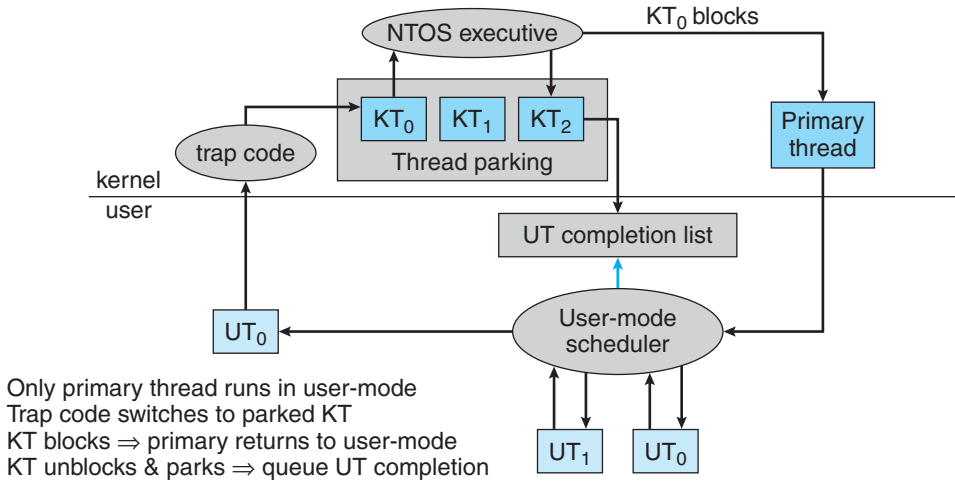 KT₀ blocks
NTOS executive
KT₀
KT₁
KT₂
Primary
thread
trap code
Thread parking
kernel
user
UT completion list
UT₀
User-mode
scheduler
Only primary thread runs in user-mode
Trap code switches to parked KT
KT blocks ⇒ primary returns to user-mode
KT unblocks & parks ⇒ queue UT completion
UT₁
UT₀